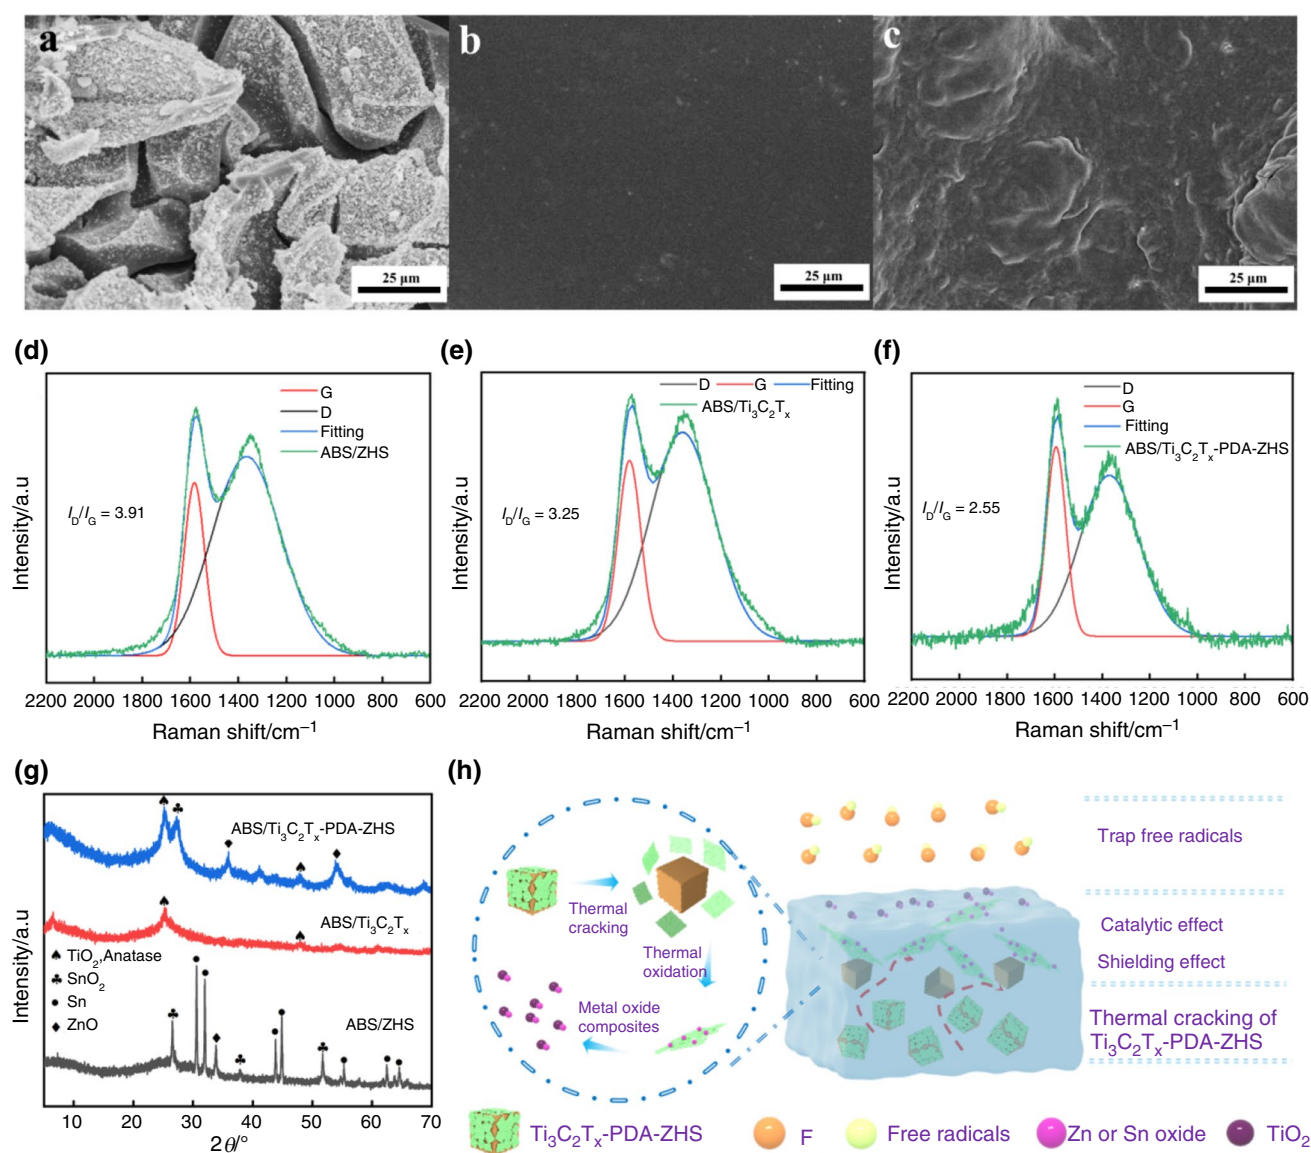 a
b
c
25 μm
25 μm
25 μm
(d)
(e)
(f)
G
D
Fitting
ABS/ZHS
I_D/I_G = 3.91
Intensity/a.u
2200 2000 1800 1600 1400 1200 1000 800 600
Raman shift/cm⁻¹
D G Fitting
ABS/Ti₃C₂Tₓ
I_D/I_G = 3.25
Intensity/a.u
2200 2000 1800 1600 1400 1200 1000 800 600
Raman shift/cm⁻¹
D
G
Fitting
ABS/Ti₃C₂Tₓ-PDA-ZHS
I_D/I_G = 2.55
Intensity/a.u
2200 2000 1800 1600 1400 1200 1000 800 600
Raman shift/cm⁻¹
(g)
(h)
ABS/Ti₃C₂Tₓ-PDA-ZHS
ABS/Ti₃C₂Tₓ
♠ TiO₂,Anatase
♣ SnO₂
● Sn
♦ ZnO
ABS/ZHS
Intensity/a.u
10 20 30 40 50 60 70
2θ/°
Thermal
cracking
Thermal
oxidation
Metal oxide
composites
Trap free radicals
Catalytic effect
Shielding effect
Thermal cracking of
Ti₃C₂Tₓ-PDA-ZHS
Ti₃C₂Tₓ-PDA-ZHS
F
Free radicals
Zn or Sn oxide
TiO₂